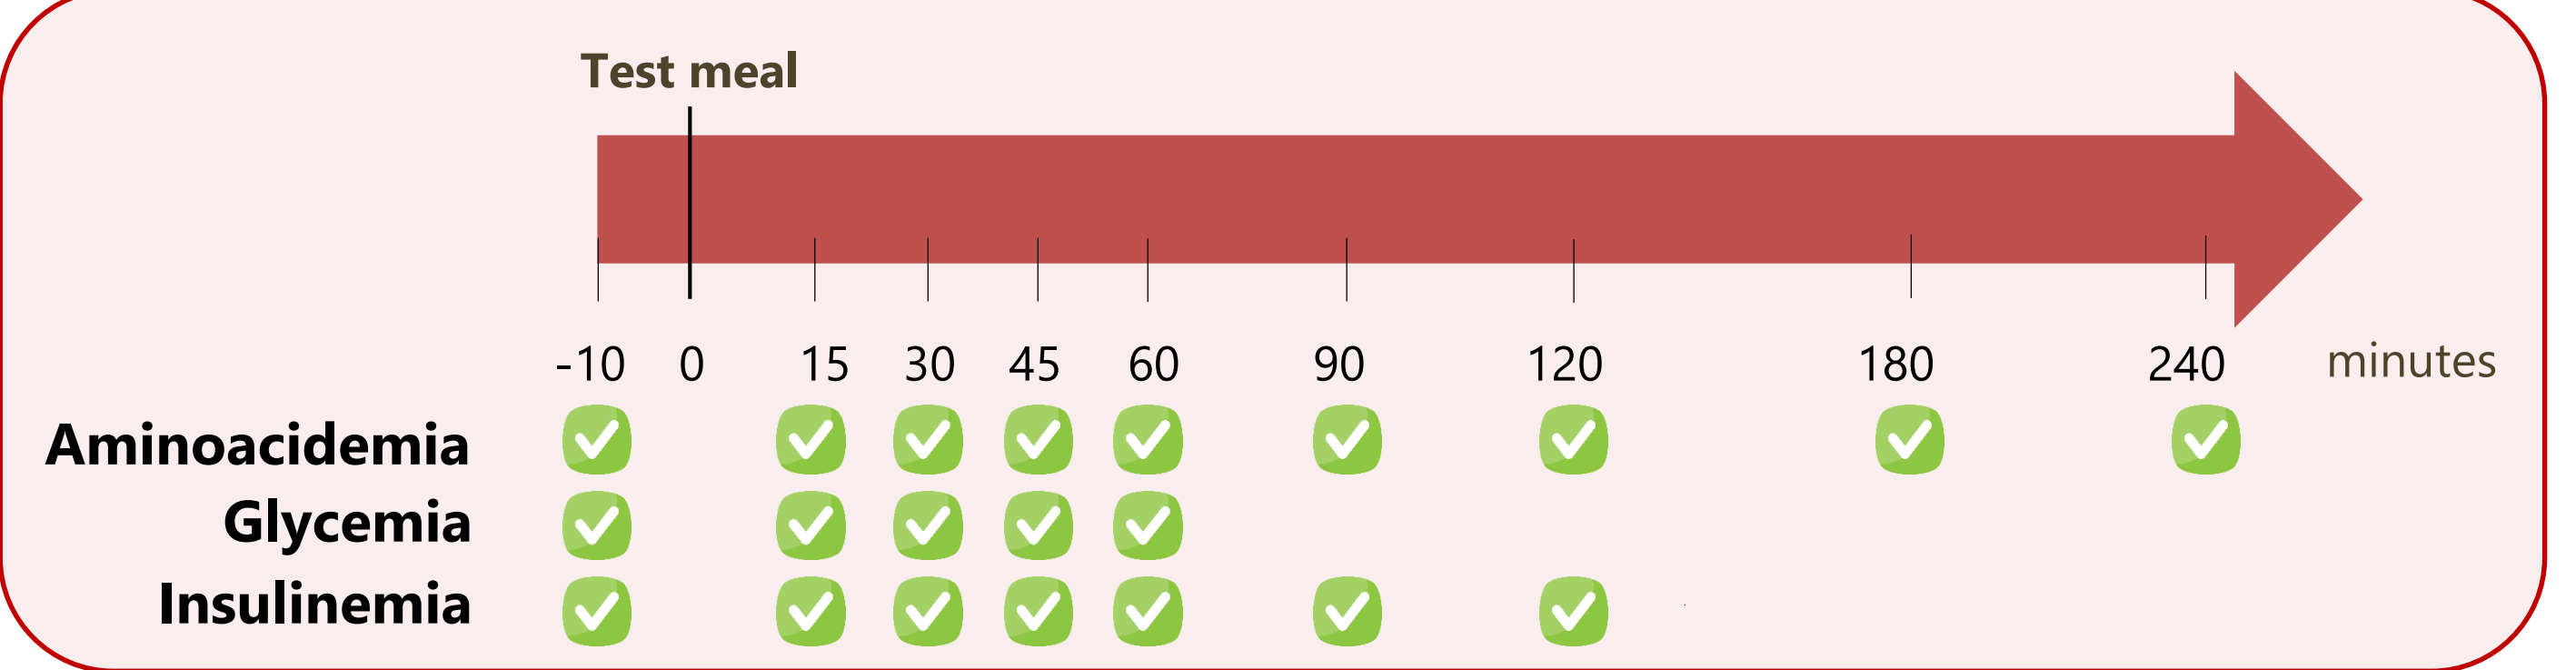 Test meal
-10 0 15 30 45 60 90 120 180 240 minutes
Aminoacidemia
Glycemia
Insulinemia